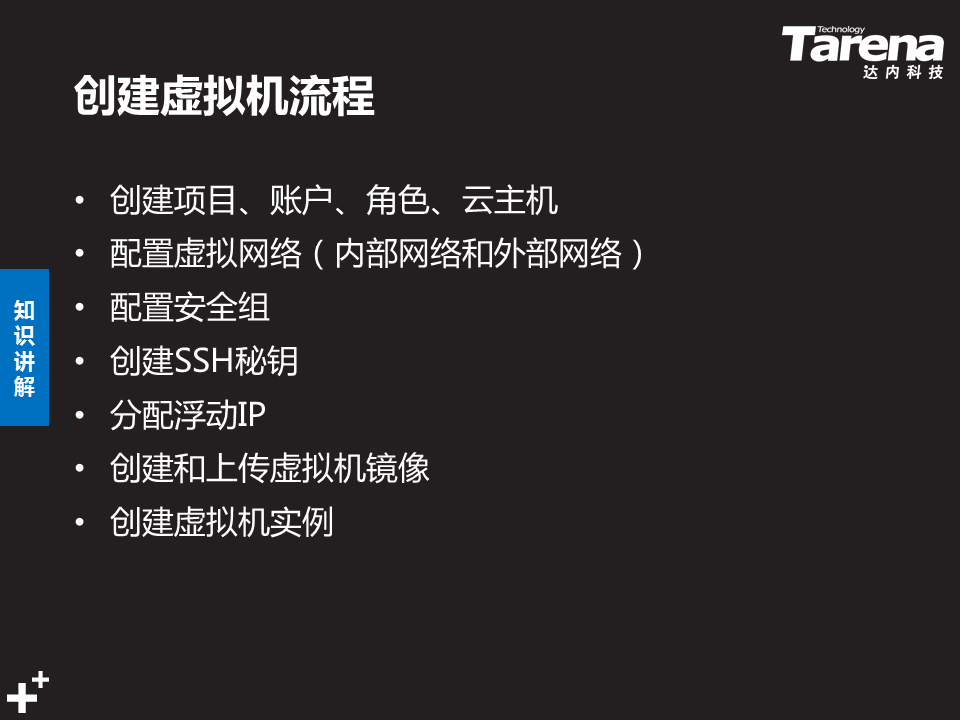 Technology
Tarena
达内科技
创建虚拟机流程
• 创建项目、账户、角色、云主机
• 配置虚拟网络（内部网络和外部网络）
• 配置安全组
• 创建SSH秘钥
• 分配浮动IP
• 创建和上传虚拟机镜像
• 创建虚拟机实例
知识讲解